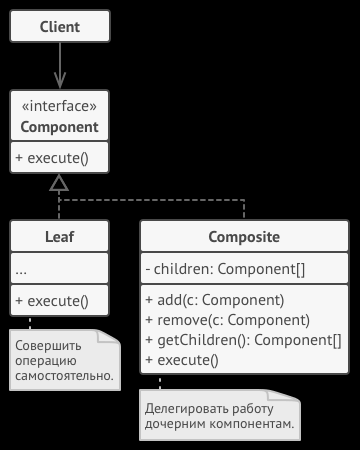 Client
«interface»
Component
+ execute()
Leaf
...
+ execute()
Совершить
операцию
самостоятельно.
Composite
- children: Component[]
+ add(c: Component)
+ remove(c: Component)
+ getChildren(): Component[]
+ execute()
Делегировать работу
дочерним компонентам.